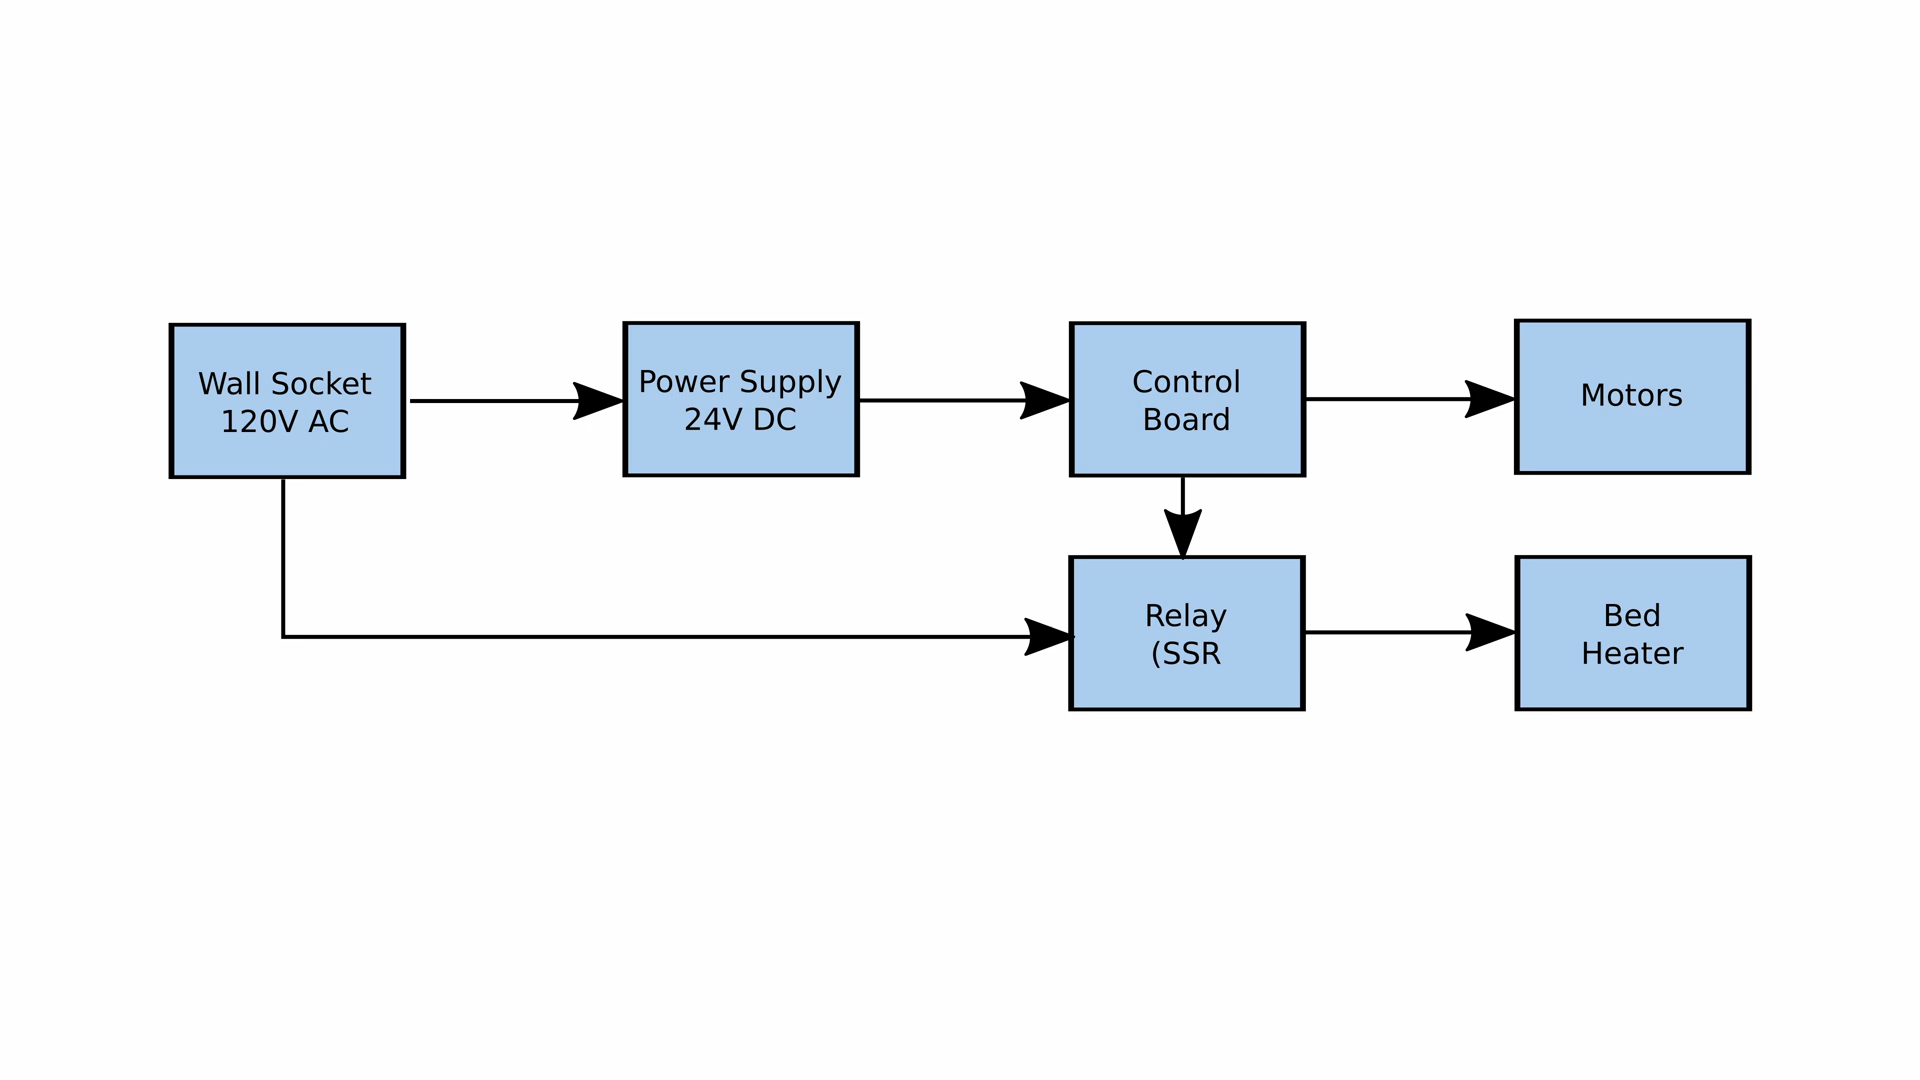 Wall Socket
120V AC
Power Supply
24V DC
Control
Board
Motors
Relay
(SSR
Bed
Heater